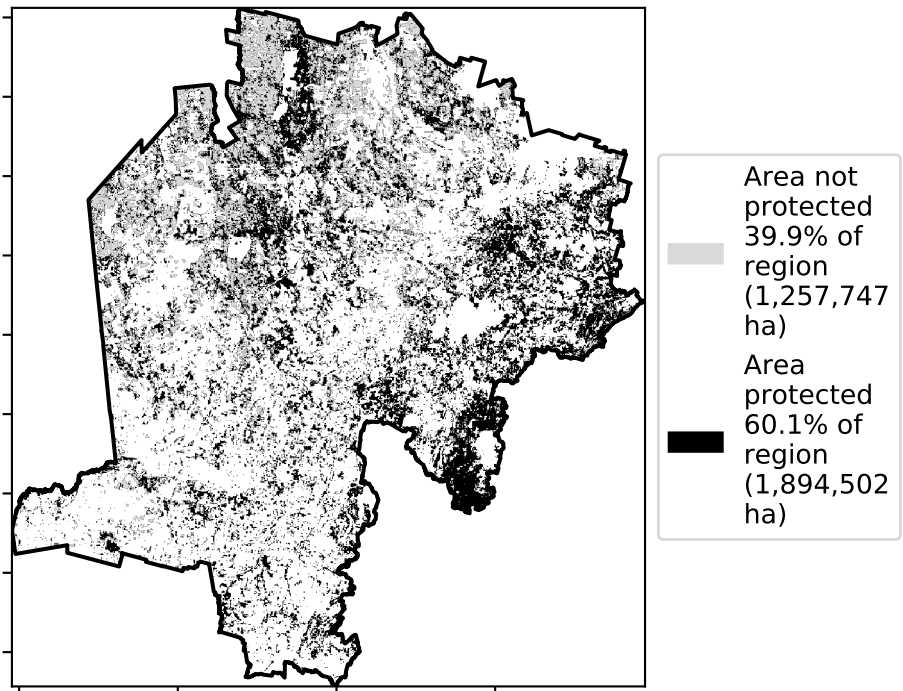 Area not
protected
39.9% of
region
(1,257,747
ha)
Area
protected
60.1% of
region
(1,894,502
ha)